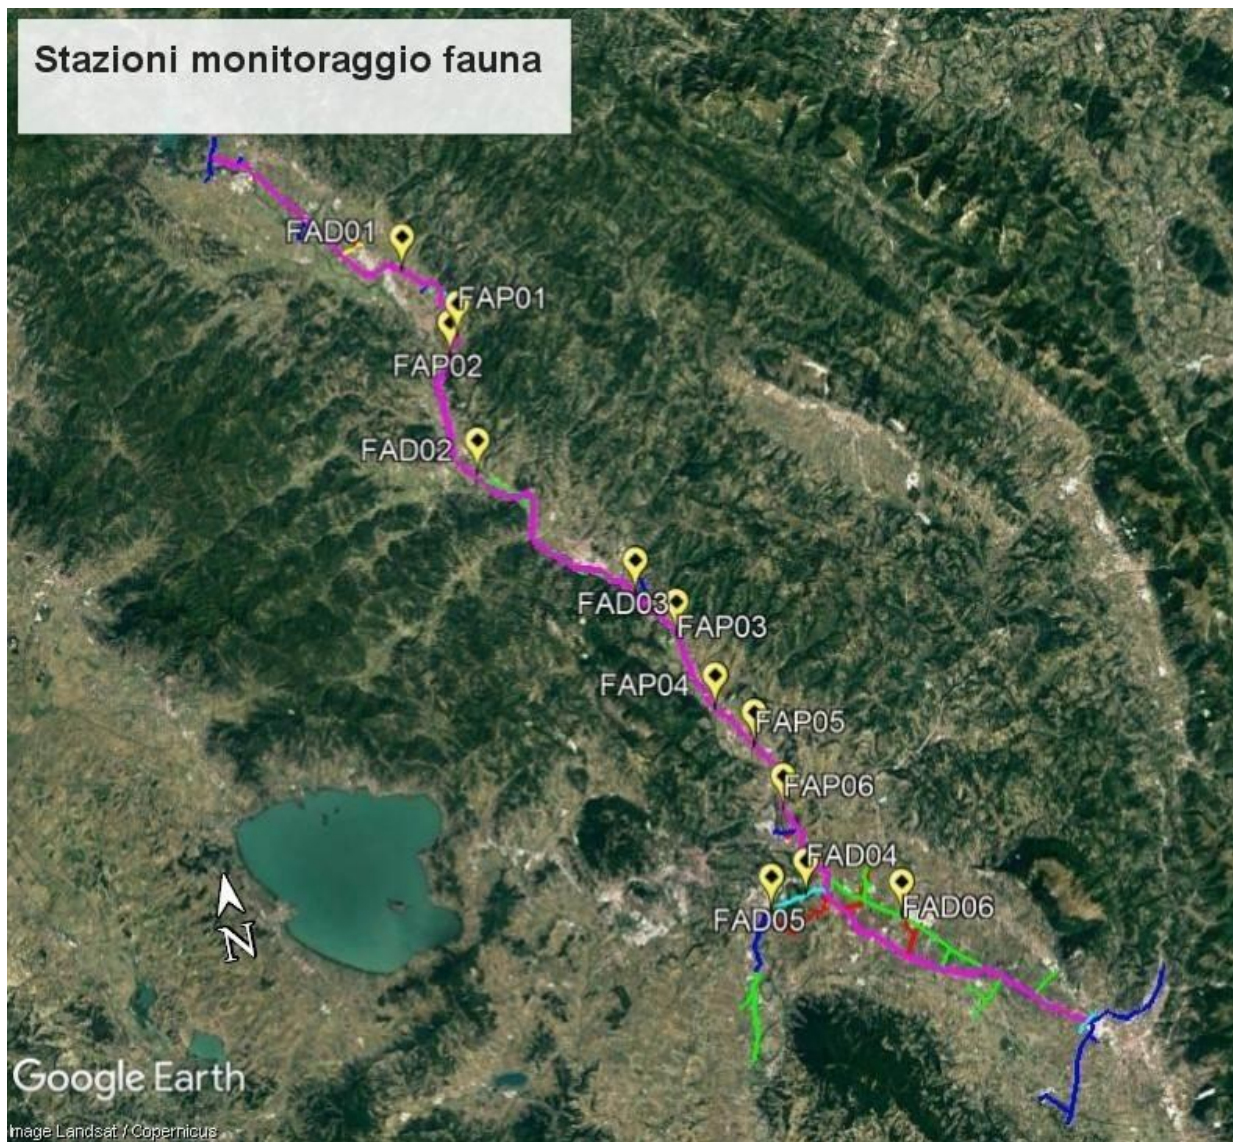 Stazioni monitoraggio fauna
FAD01
FAP01
FAP02
FAD02
FAD03
FAP03
FAP04
FAP05
FAP06
FAD04
FAD05
FAD06
N
Google Earth
Image Landsat / Copernicus